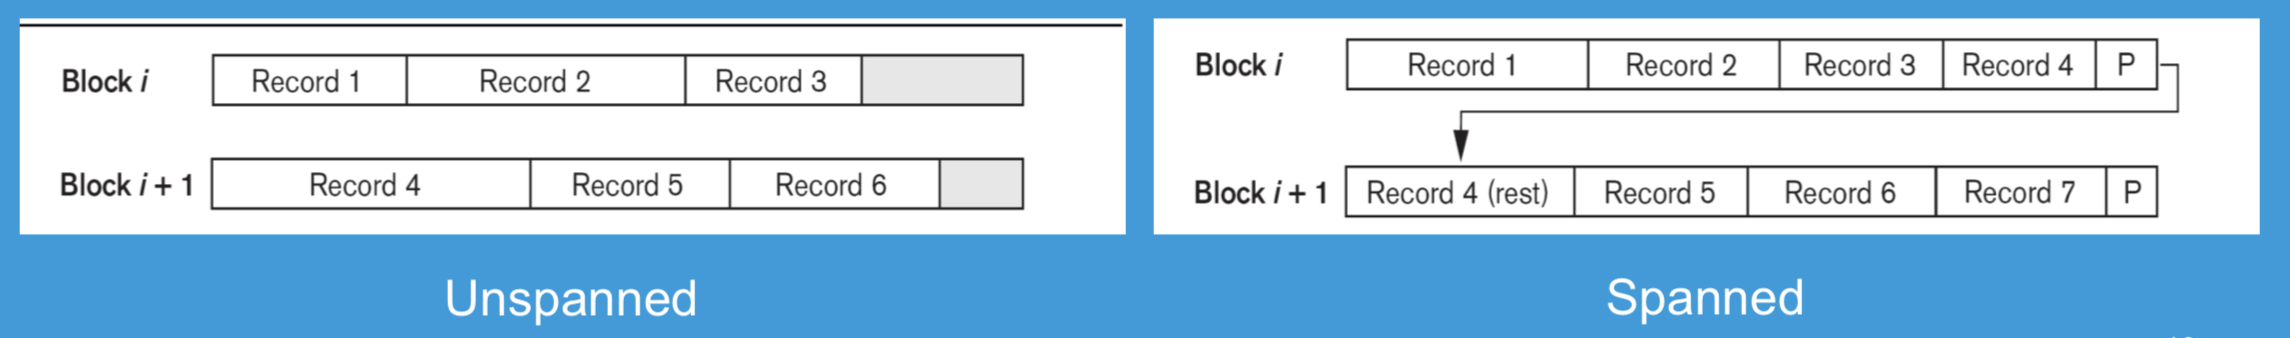 Block i Record 1 Record 2 Record 3
Block i + 1 Record 4 Record 5 Record 6
Unspanned
Block i Record 1 Record 2 Record 3 Record 4 P
Block i + 1 Record 4 (rest) Record 5 Record 6 Record 7 P
Spanned